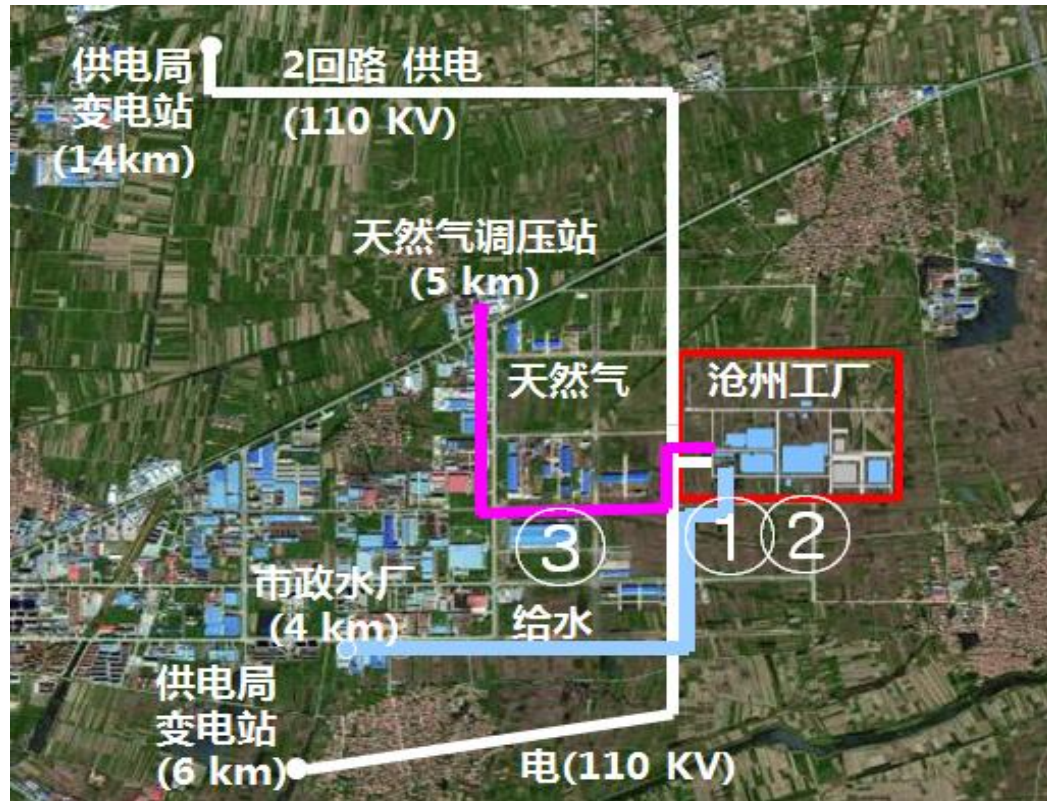 供电局
变电站
(14km)
2回路 供电
(110 KV)
天然气调压站
(5 km)
天然气
沧州工厂
①②
③
市政水厂
(4 km)
给水
供电局
变电站
(6 km)
电(110 KV)